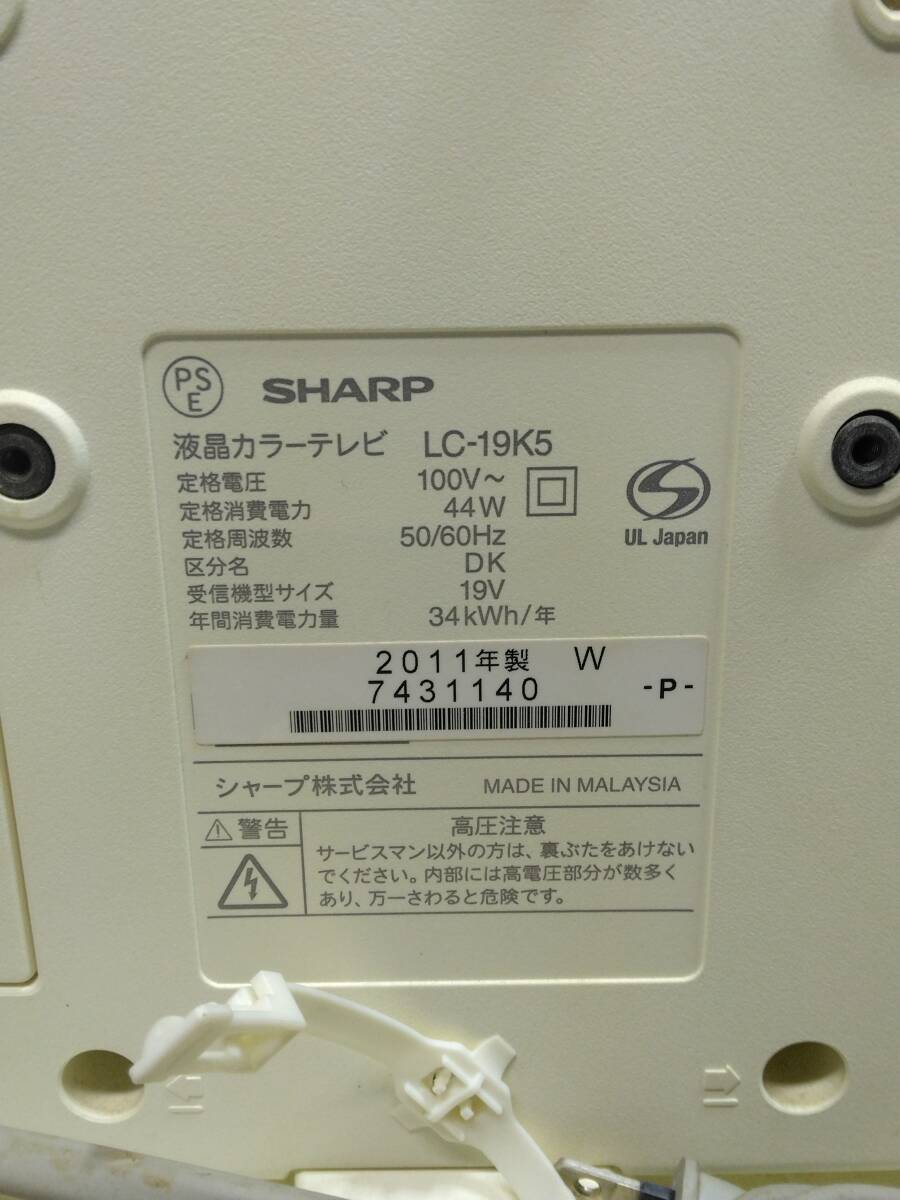 PSE SHARP
液晶カラーテレビ LC-19K5
定格電圧 100V～
定格消費電力 44W
定格周波数 50/60Hz
区分名 DK
受信機型サイズ 19V
年間消費電力量 34kWh/年
UL Japan
2011年製 W
7431140 -P-
シャープ株式会社 MADE IN MALAYSIA
警告
高圧注意
サービスマン以外の方は、裏ぶたをあけない
でください。内部には高電圧部分が数多く
あり、万一さわると危険です。